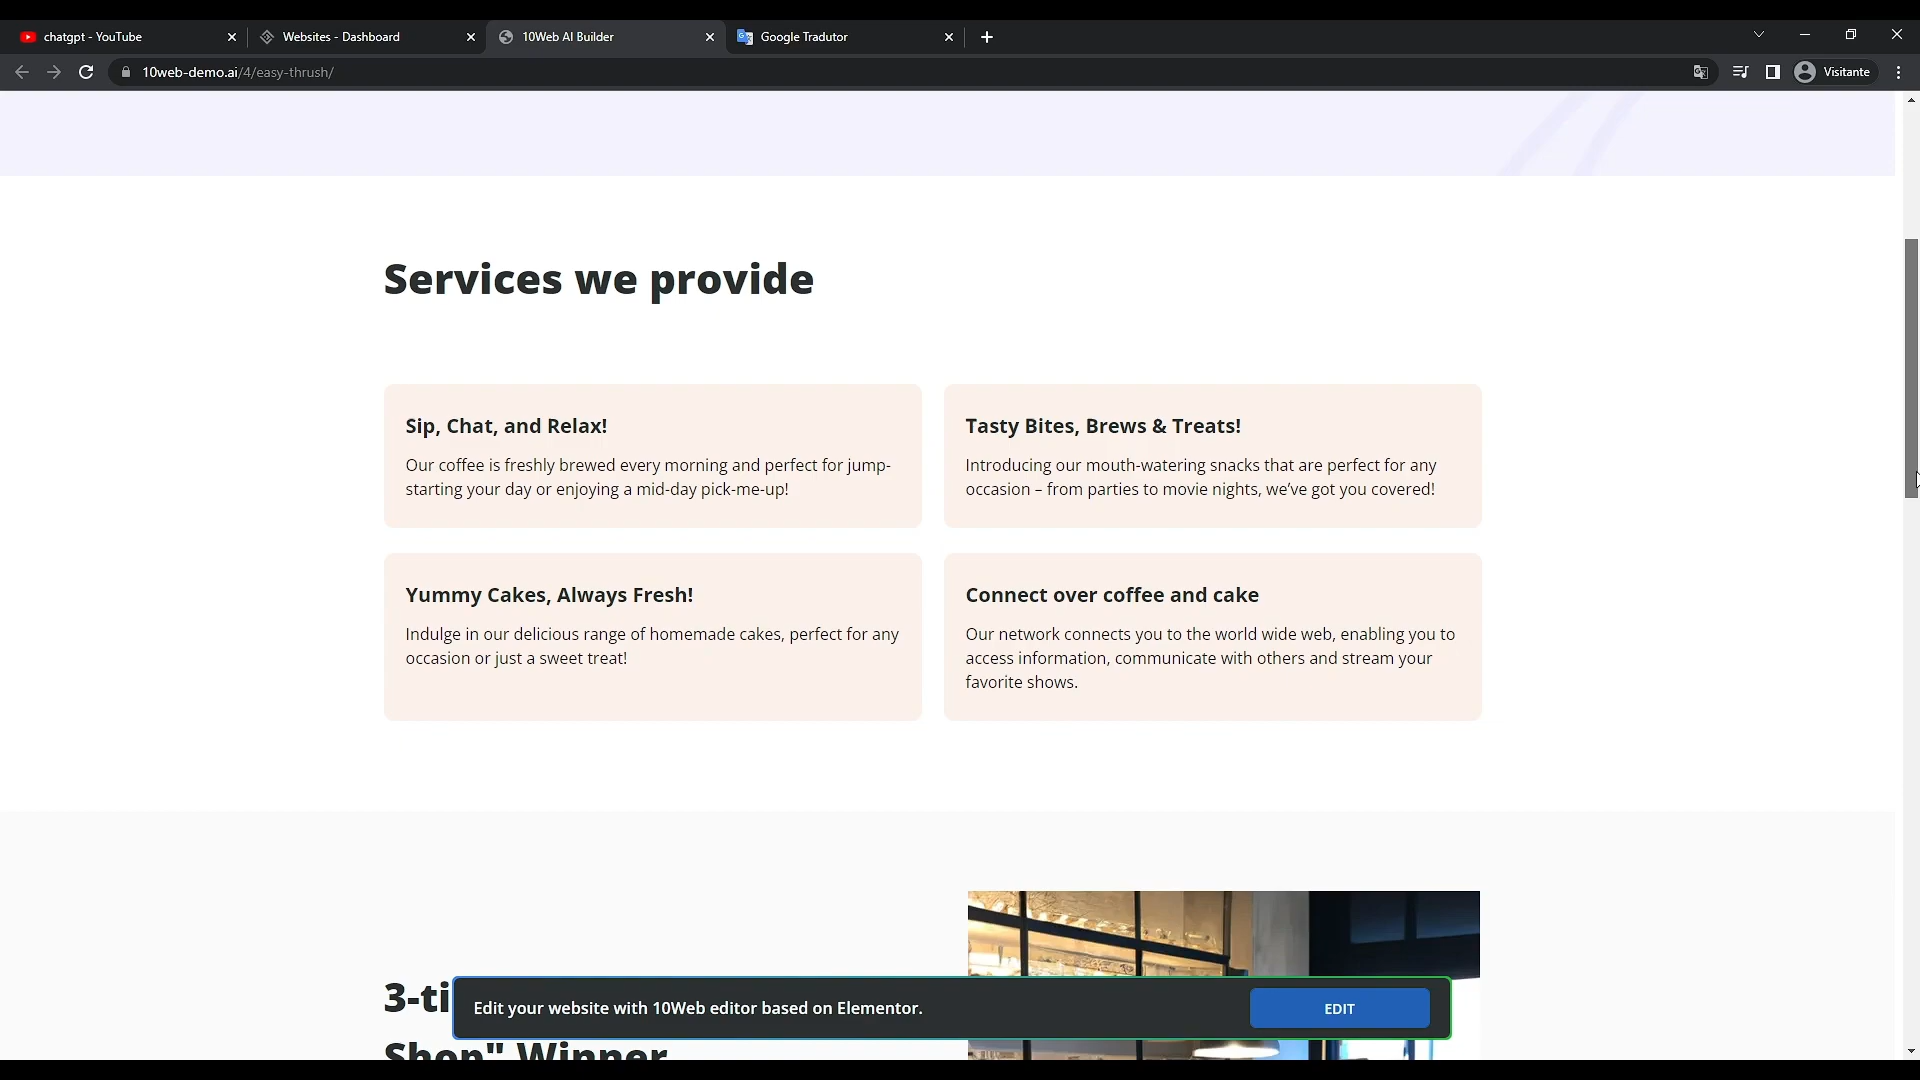 chatgpt - YouTube
Websites - Dashboard
10Web AI Builder
Google Tradutor
10web-demo.ai/4/easy-thrush/
Visitante
Services we provide
Sip, Chat, and Relax!
Our coffee is freshly brewed every morning and perfect for jump-
starting your day or enjoying a mid-day pick-me-up!
Tasty Bites, Brews & Treats!
Introducing our mouth-watering snacks that are perfect for any
occasion – from parties to movie nights, we've got you covered!
Yummy Cakes, Always Fresh!
Indulge in our delicious range of homemade cakes, perfect for any
occasion or just a sweet treat!
Connect over coffee and cake
Our network connects you to the world wide web, enabling you to
access information, communicate with others and stream your
favorite shows.
3-ti
Edit your website with 10Web editor based on Elementor.
EDIT
Shop" Winner